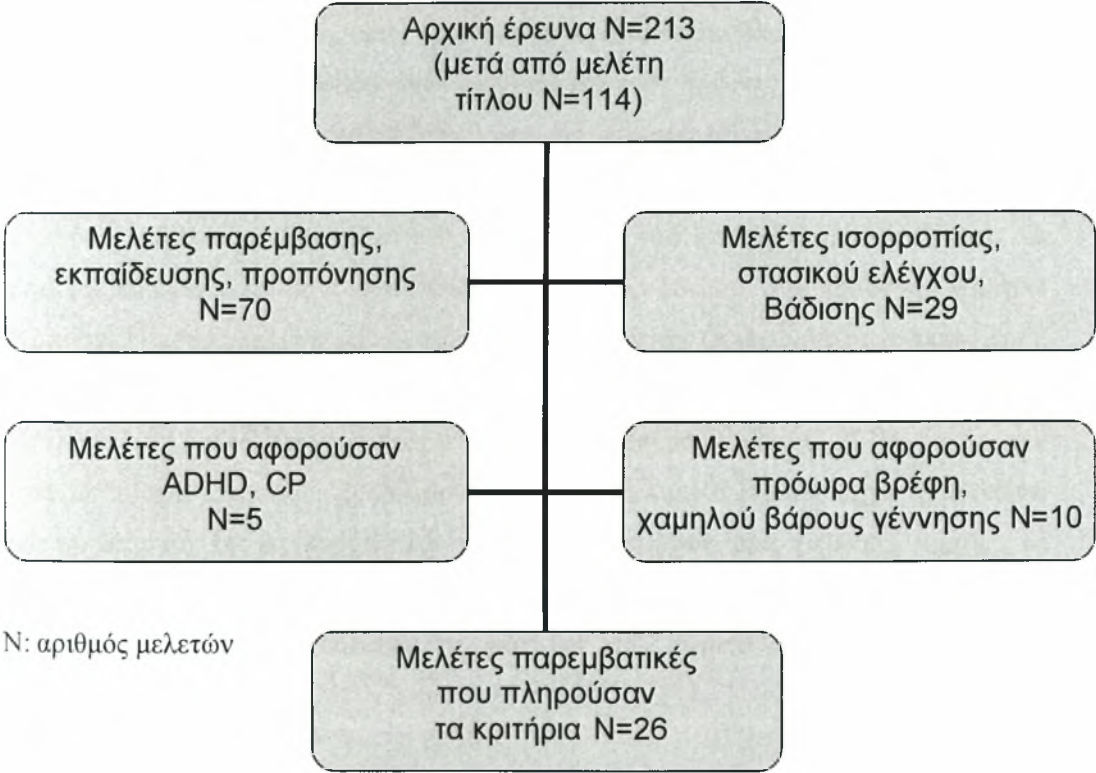 Αρχική έρευνα N=213
(μετά από μελέτη
τίτλου N=114)
Μελέτες παρέμβασης,
εκπαίδευσης, προπόνησης
N=70
Μελέτες ισορροπίας,
στασικού ελέγχου,
Βάδισης N=29
Μελέτες που αφορούσαν
ADHD, CP
N=5
Μελέτες που αφορούσαν
πρόωρα βρέφη,
χαμηλού βάρους γέννησης N=10
N: αριθμός μελετών
Μελέτες παρεμβατικές
που πληρούσαν
τα κριτήρια N=26